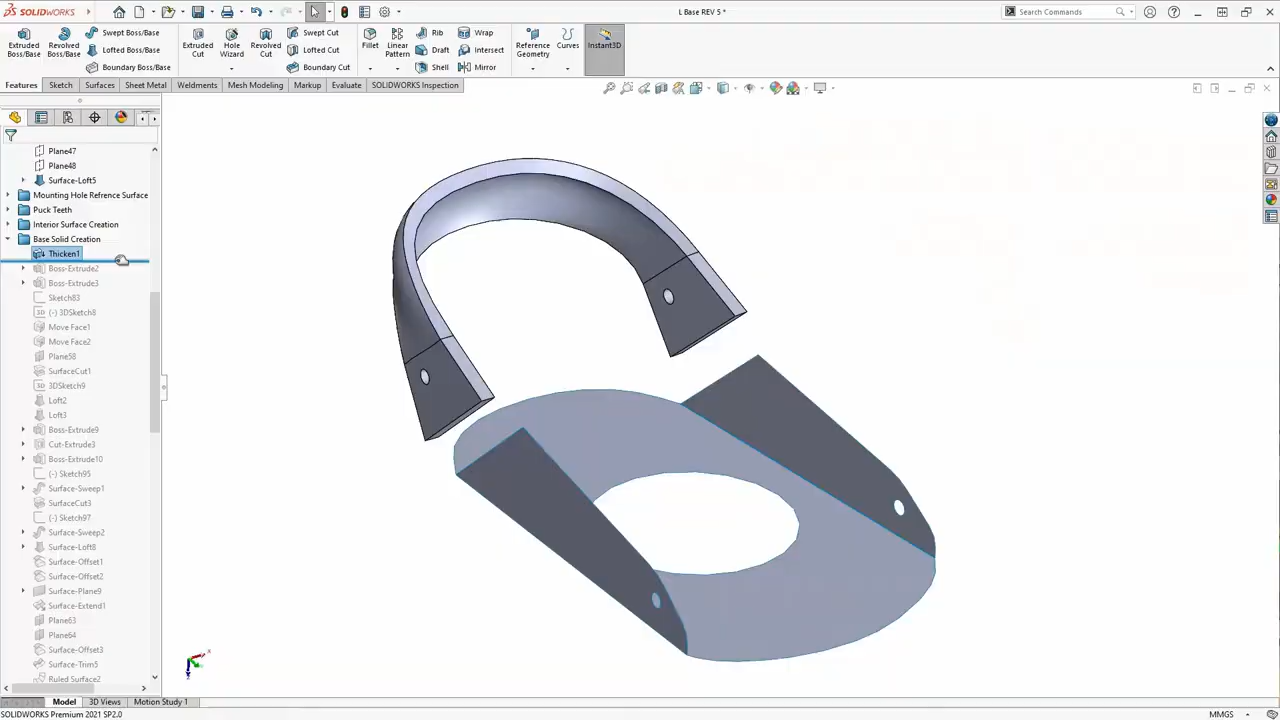 SOLIDWORKS
L Base REV 5 *
Search Commands
Extruded Boss/Base
Revolved Boss/Base
Swept Boss/Base
Lofted Boss/Base
Boundary Boss/Base
Extruded Cut
Hole Wizard
Revolved Cut
Swept Cut
Lofted Cut
Boundary Cut
Fillet
Linear Pattern
Rib
Draft
Shell
Wrap
Intersect
Mirror
Reference Geometry
Curves
Instant3D
Features
Sketch
Surfaces
Sheet Metal
Weldments
Mesh Modeling
Markup
Evaluate
SOLIDWORKS Inspection
Plane47
Plane48
Surface-Loft5
Mounting Hole Refrence Surface
Puck Teeth
Interior Surface Creation
Base Solid Creation
Thicken1
Boss-Extrude2
Boss-Extrude3
Sketch83
(-) 3DSketch8
Move Face1
Move Face2
Plane58
SurfaceCut1
3DSketch9
Loft2
Loft3
Boss-Extrude9
Cut-Extrude3
Boss-Extrude10
(-) Sketch95
Surface-Sweep1
SurfaceCut3
(-) Sketch97
Surface-Sweep2
Surface-Loft8
Surface-Offset1
Surface-Offset2
Surface-Plane9
Surface-Extend1
Plane63
Plane64
Surface-Offset3
Surface-Trim5
Ruled Surface2
Model
3D Views
Motion Study 1
SOLIDWORKS Premium 2021 SP2.0
MMGS